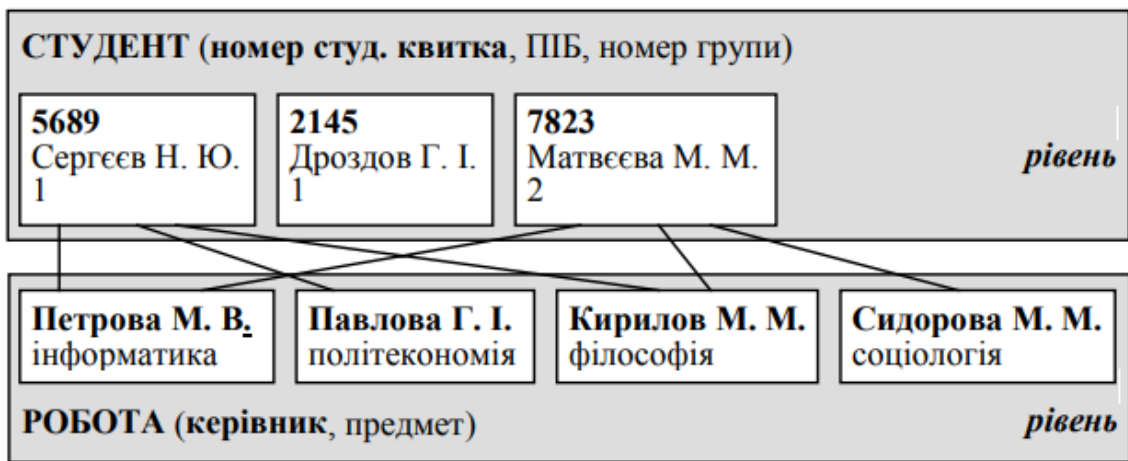 СТУДЕНТ (номер студ. квитка, ПІБ, номер групи)
5689
Сергєєв Н. Ю.
1
2145
Дроздов Г. І.
1
7823
Матвєєва М. М.
2
рівень
Петрова М. В.
інформатика
Павлова Г. І.
політекономія
Кирилов М. М.
філософія
Сидорова М. М.
соціологія
РОБОТА (керівник, предмет)
рівень